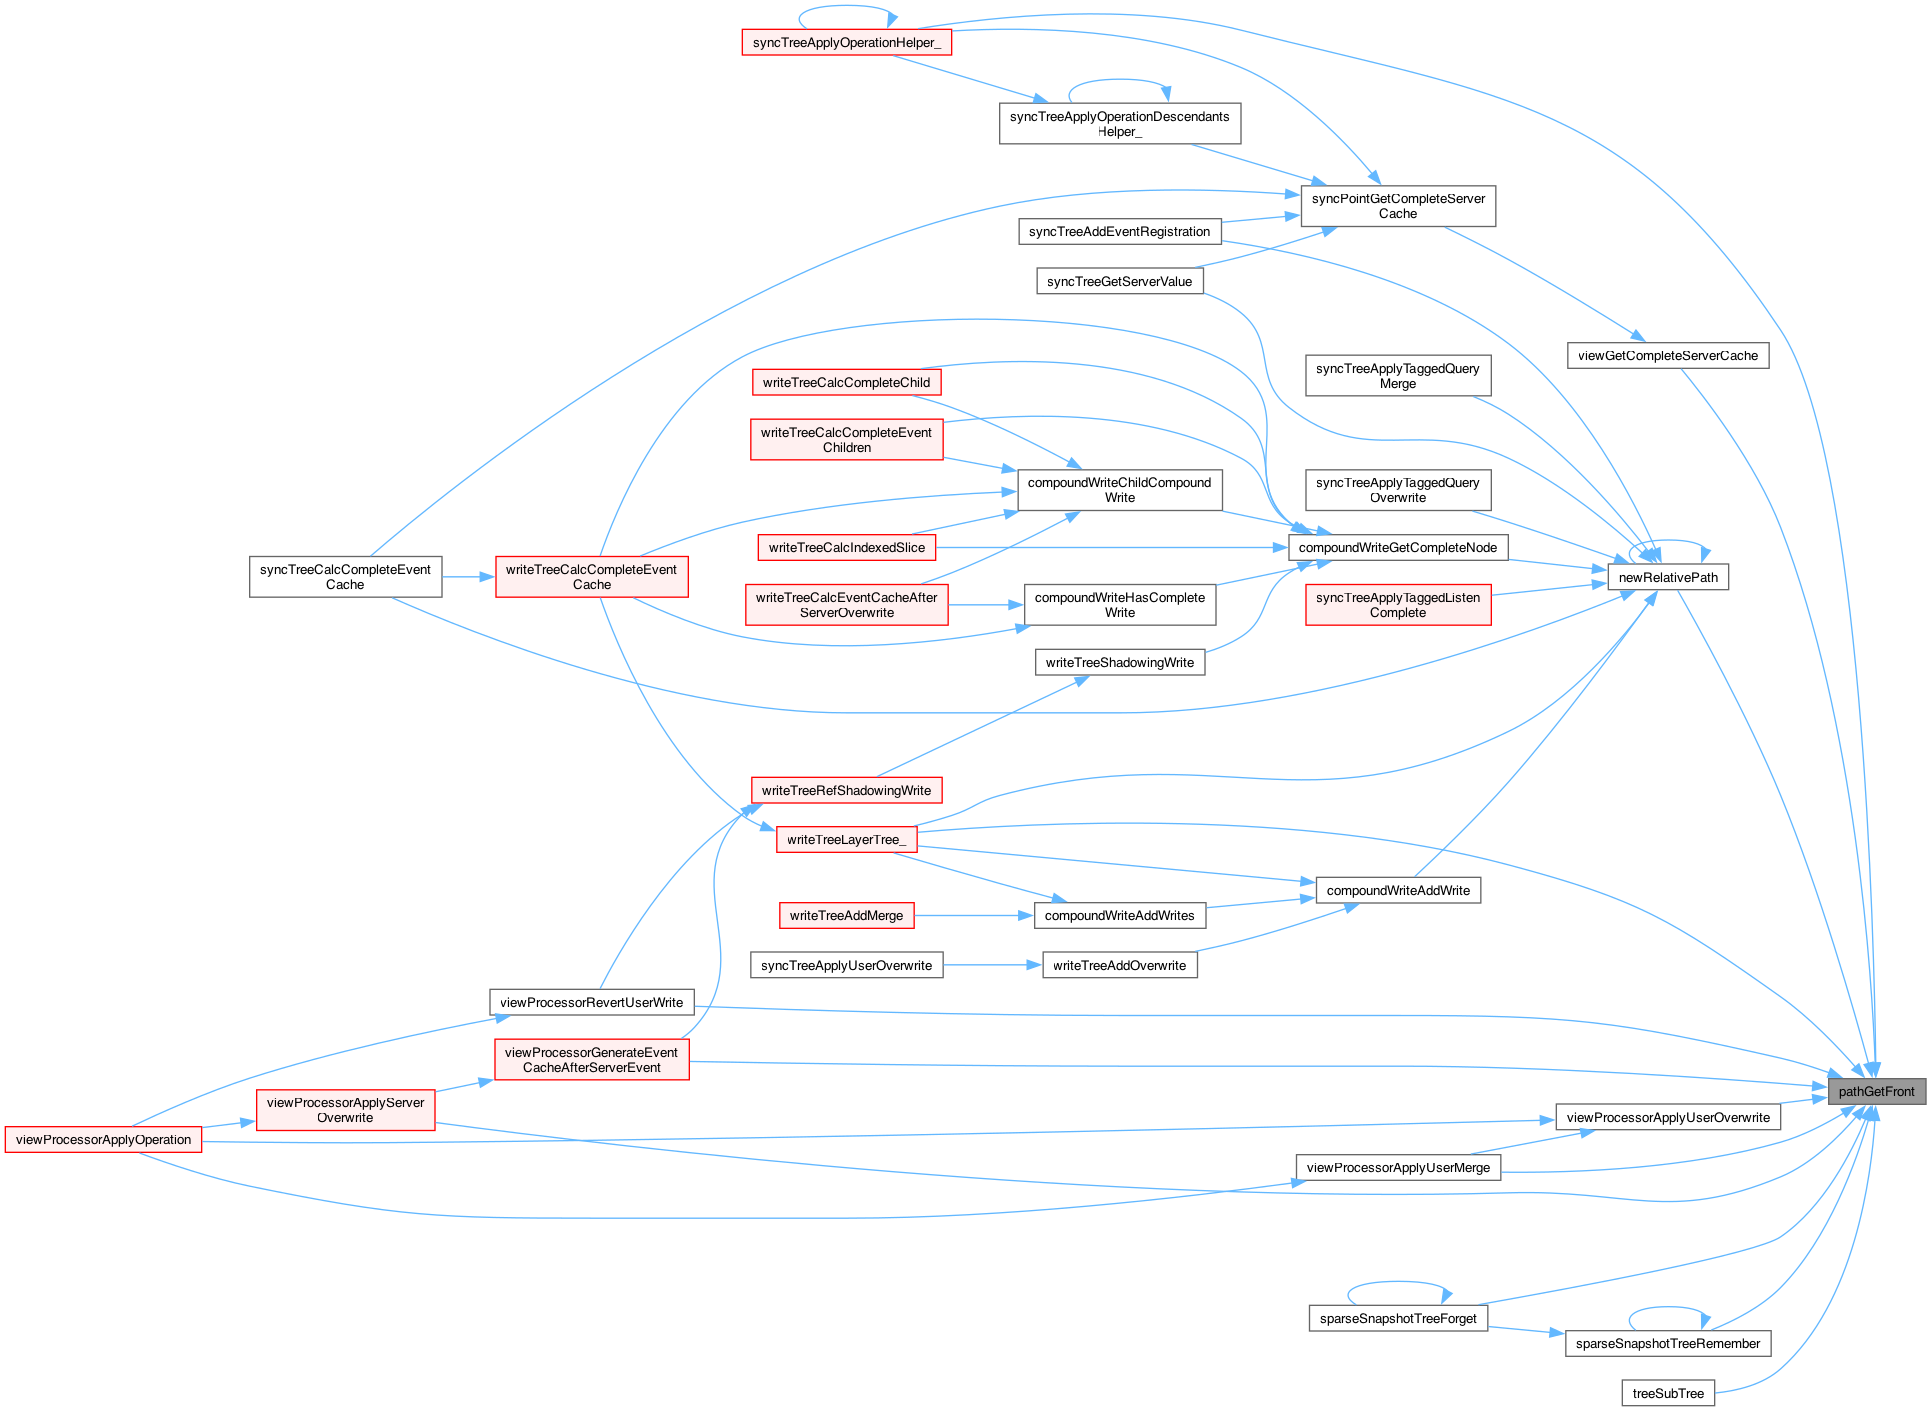 syncTreeApplyOperationHelper_
syncTreeApplyOperationDescendants
Helper_
syncPointGetCompleteServer
Cache
syncTreeAddEventRegistration
syncTreeGetServerValue
viewGetCompleteServerCache
syncTreeApplyTaggedQuery
Merge
writeTreeCalcCompleteChild
writeTreeCalcCompleteEvent
Children
compoundWriteChildCompound
Write
syncTreeApplyTaggedQuery
Overwrite
writeTreeCalcIndexedSlice
compoundWriteGetCompleteNode
syncTreeCalcCompleteEvent
Cache
writeTreeCalcCompleteEvent
Cache
newRelativePath
writeTreeCalcEventCacheAfter
ServerOverwrite
compoundWriteHasComplete
Write
syncTreeApplyTaggedListen
Complete
writeTreeShadowingWrite
writeTreeRefShadowingWrite
writeTreeLayerTree_
compoundWriteAddWrite
writeTreeAddMerge
compoundWriteAddWrites
syncTreeApplyUserOverwrite
writeTreeAddOverwrite
viewProcessorRevertUserWrite
viewProcessorGenerateEvent
CacheAfterServerEvent
pathGetFront
viewProcessorApplyServer
Overwrite
viewProcessorApplyUserOverwrite
viewProcessorApplyOperation
viewProcessorApplyUserMerge
sparseSnapshotTreeForget
sparseSnapshotTreeRemember
treeSubTree